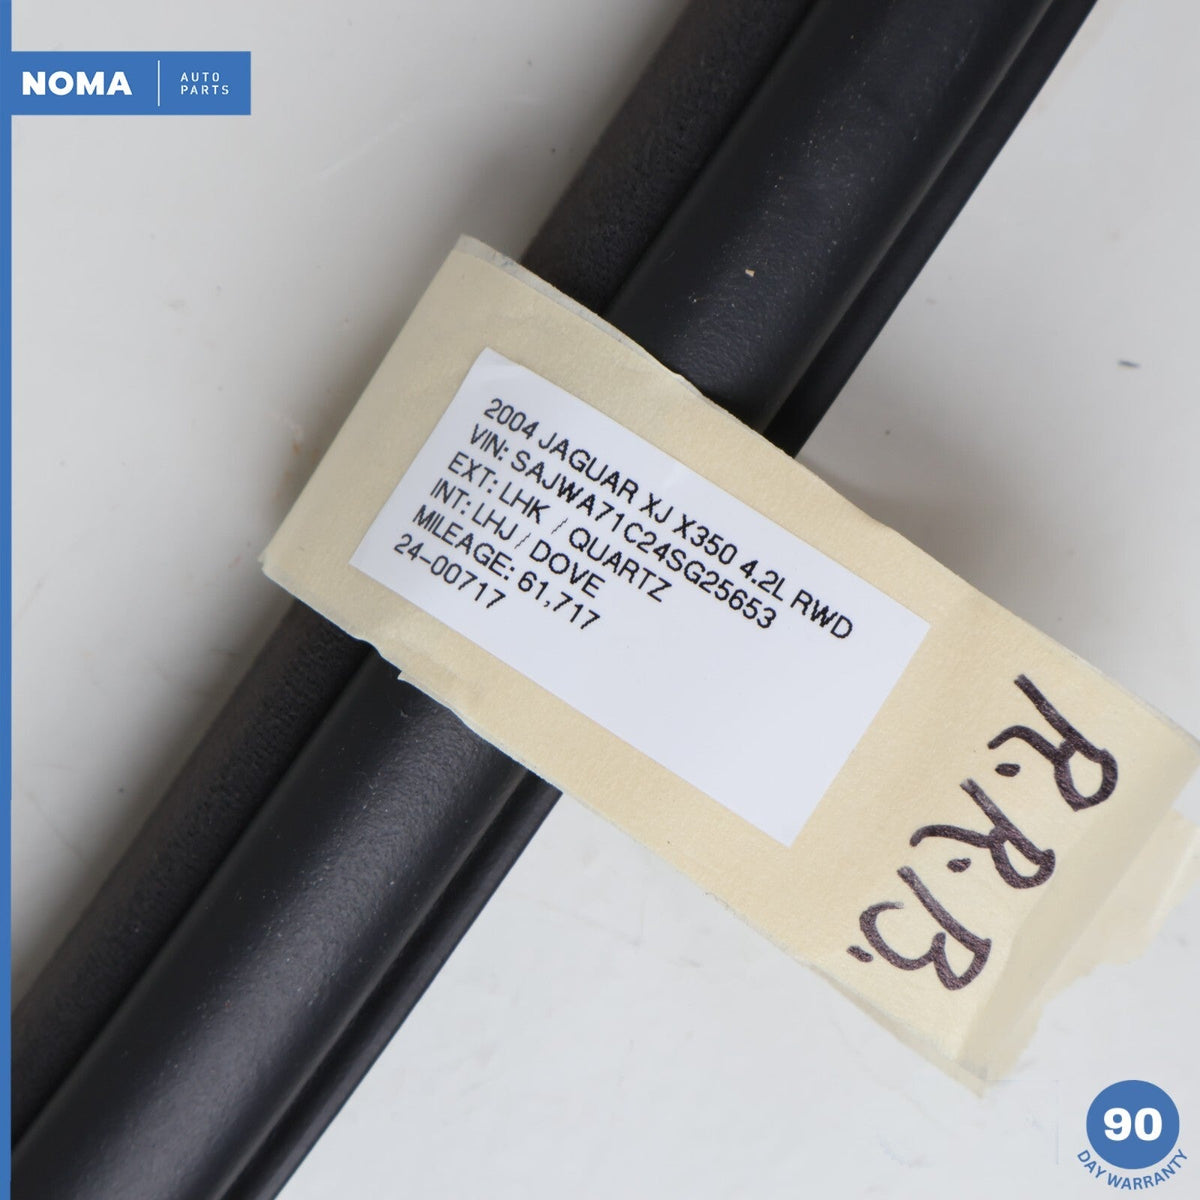 NOMA
AUTO
PARTS
2004 JAGUAR XJ X350 4.2L RWD
VIN: SAJWA71C24SG25653
EXT: LHK / QUARTZ
INT: LHJ / DOVE
MILEAGE: 61,717
24-00717
R.R.B.
90
DAY WARRANTY